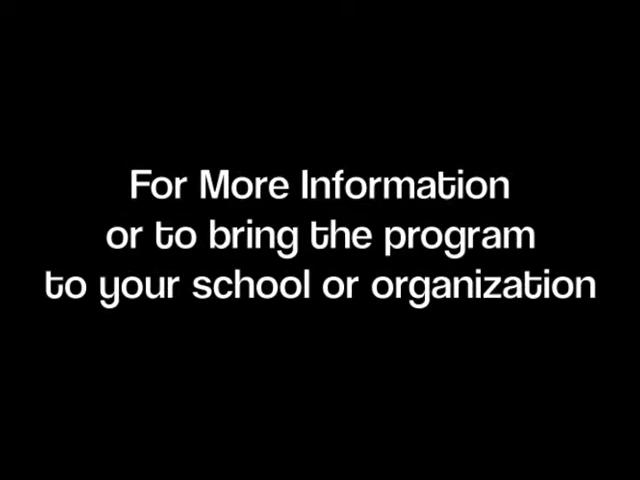 For More Information
or to bring the program
to your school or organization